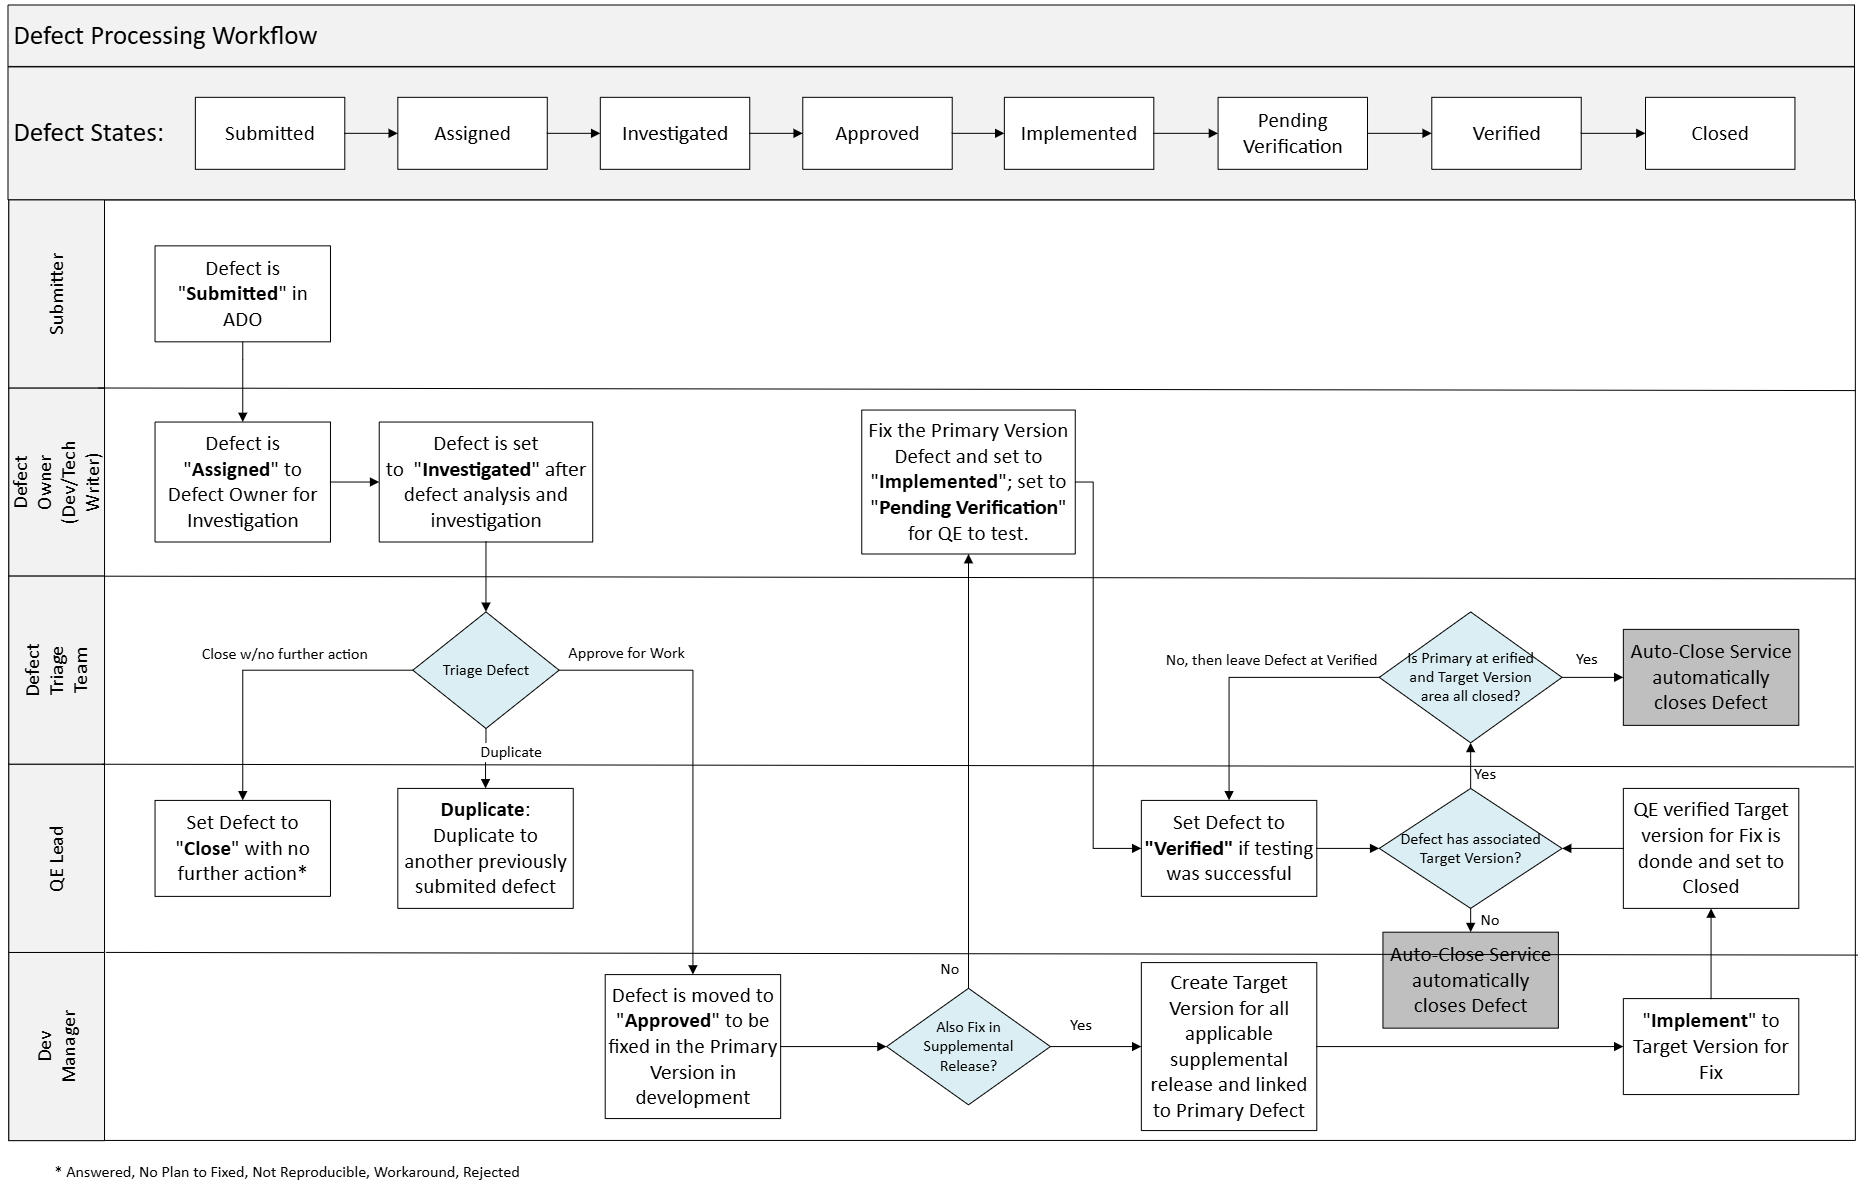 Defect Processing Workflow
Defect States:
Submitted
Assigned
Investigated
Approved
Implemented
Pending
Verification
Verified
Closed
Submitter
Defect is
"Submitted" in
ADO
Defect
Owner
(Dev/Tech
Writer)
Defect is
"Assigned" to
Defect Owner for
Investigation
Defect is set
to "Investigated" after
defect analysis and
investigation
Fix the Primary Version
Defect and set to
"Implemented"; set to
"Pending Verification"
for QE to test.
Defect
Triage
Team
Close w/no further action
Triage Defect
Approve for Work
Duplicate
No, then leave Defect at Verified
Is Primary at erified
and Target Version
area all closed?
Yes
Auto-Close Service
automatically
closes Defect
QE Lead
Set Defect to
"Close" with no
further action*
Duplicate:
Duplicate to
another previously
submited defect
Set Defect to
"Verified" if testing
was successful
Yes
Defect has associated
Target Version?
No
QE verified Target
version for Fix is
donde and set to
Closed
Auto-Close Service
automatically
closes Defect
Dev
Manager
Defect is moved to
"Approved" to be
fixed in the Primary
Version in
development
No
Also Fix in
Supplemental
Release?
Yes
Create Target
Version for all
applicable
supplemental
release and linked
to Primary Defect
"Implement" to
Target Version for
Fix
* Answered, No Plan to Fixed, Not Reproducible, Workaround, Rejected